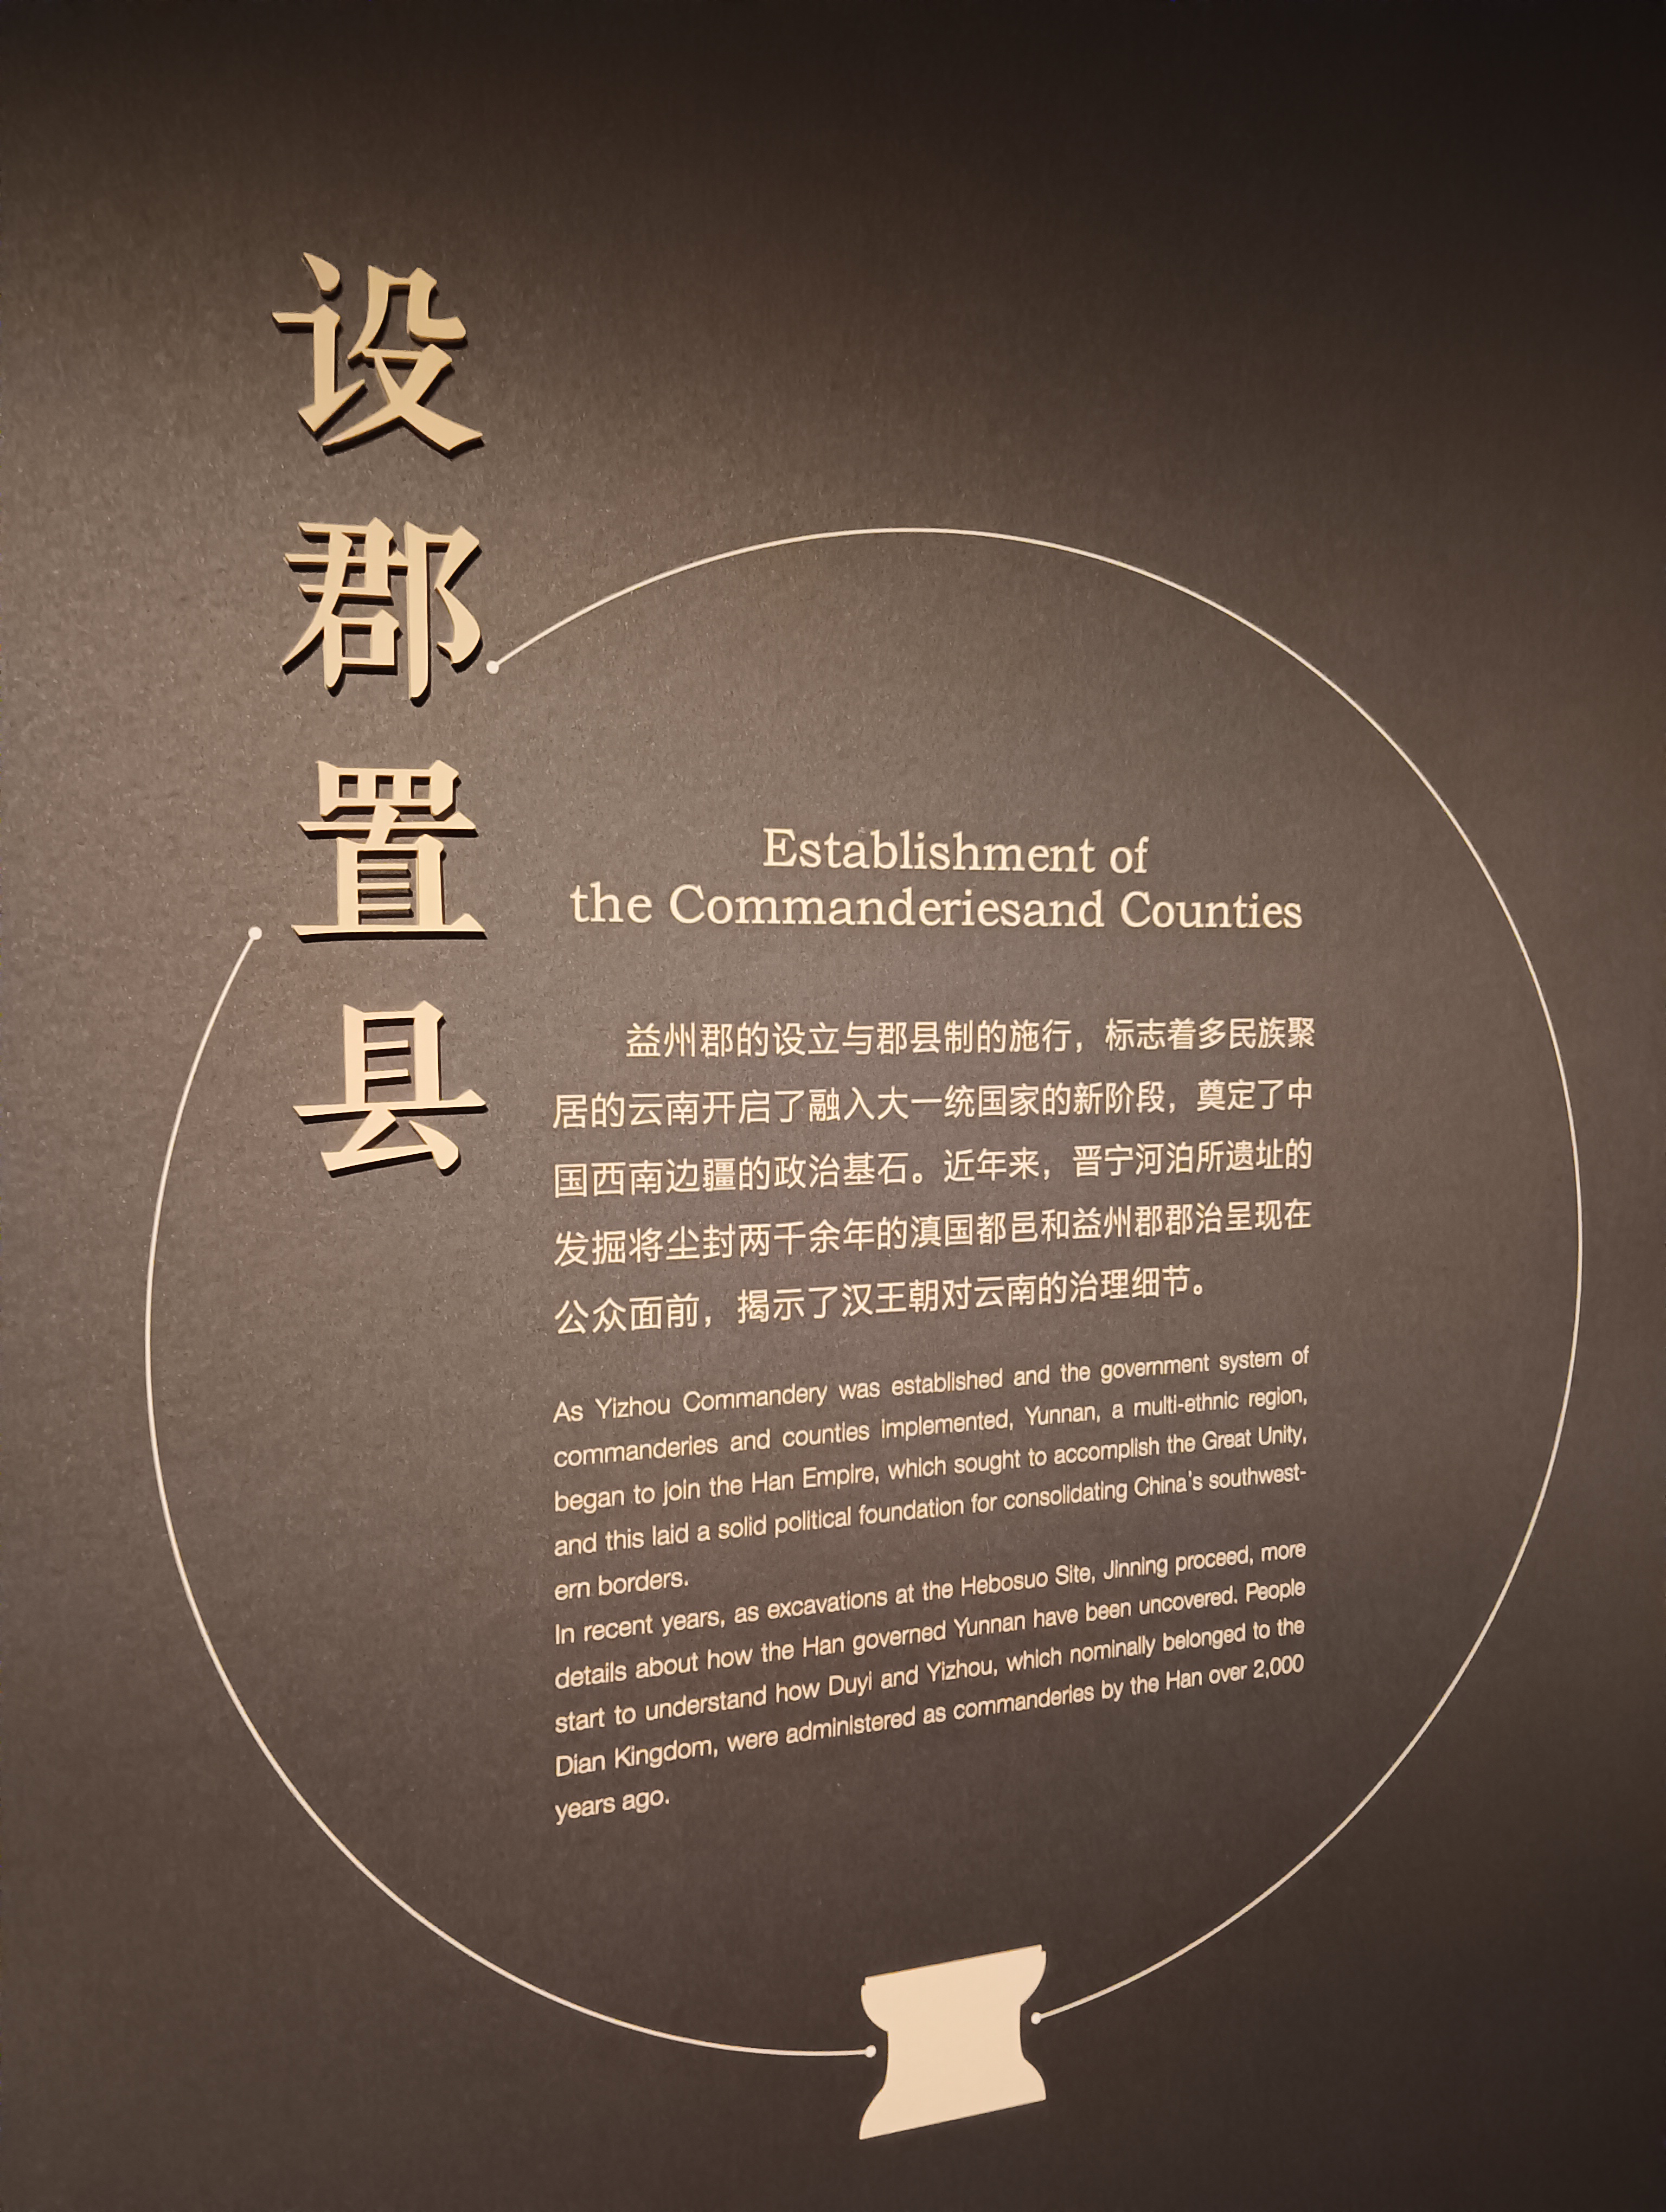 设郡置县
Establishment of
the Commanderiesand Counties
益州郡的设立与郡县制的施行，标志着多民族聚
居的云南开启了融入大一统国家的新阶段，奠定了中
国西南边疆的政治基石。近年来，晋宁河泊所遗址的
发掘将尘封两千余年的滇国都邑和益州郡郡治呈现在
公众面前，揭示了汉王朝对云南的治理细节。
As Yizhou Commandery was established and the government system of
commanderies and counties implemented, Yunnan, a multi-ethnic region,
began to join the Han Empire, which sought to accomplish the Great Unity,
and this laid a solid political foundation for consolidating China's southwest-
ern borders.
In recent years, as excavations at the Hebosuo Site, Jinning proceed, more
details about how the Han governed Yunnan have been uncovered. People
start to understand how Duyi and Yizhou, which nominally belonged to the
Dian Kingdom, were administered as commanderies by the Han over 2,000
years ago.